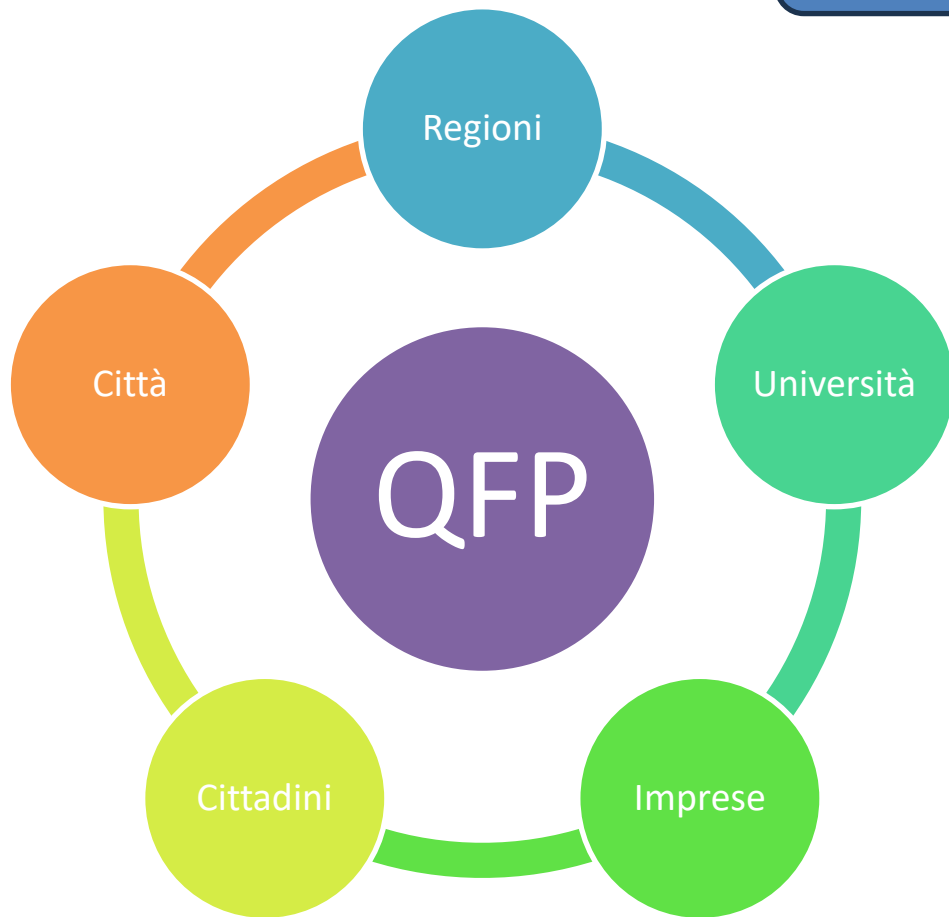 Regioni
Città
Università
QFP
Cittadini
Imprese